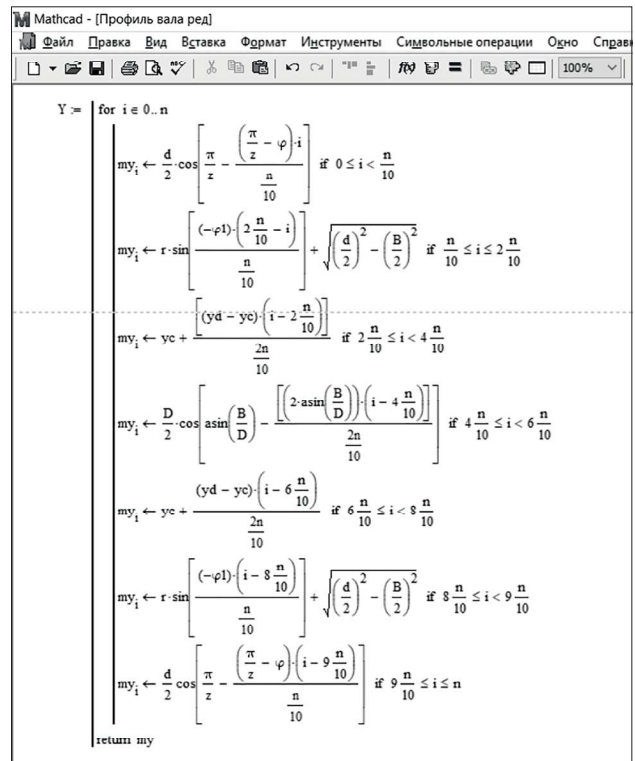 Mathcad - [Профиль вала ред]
Файл Правка Вид Вставка Формат Инструменты Символьные операции Окно Справ
f(x) 100%
Y := for i ∈ 0.. n
my_i ← d/2·cos[π/z − ((π/z − φ)·i)/(n/10)] if 0 ≤ i < n/10
my_i ← r·sin[((−φ1)·(2 n/10 − i))/(n/10)] + √((d/2)^2 − (B/2)^2) if n/10 ≤ i ≤ 2 n/10
my_i ← yc + [(yd − yc)·(i − 2 n/10)]/(2n/10) if 2 n/10 ≤ i < 4 n/10
my_i ← D/2·cos[asin(B/D) − [(2·asin(B/D))·(i − 4 n/10)]/(2n/10)] if 4 n/10 ≤ i < 6 n/10
my_i ← yc + ((yd − yc)·(i − 6 n/10))/(2n/10) if 6 n/10 ≤ i < 8 n/10
my_i ← r·sin[((−φ1)·(i − 8 n/10))/(n/10)] + √((d/2)^2 − (B/2)^2) if 8 n/10 ≤ i < 9 n/10
my_i ← d/2 cos[π/z − ((π/z − φ)·(i − 9 n/10))/(n/10)] if 9 n/10 ≤ i ≤ n
return my